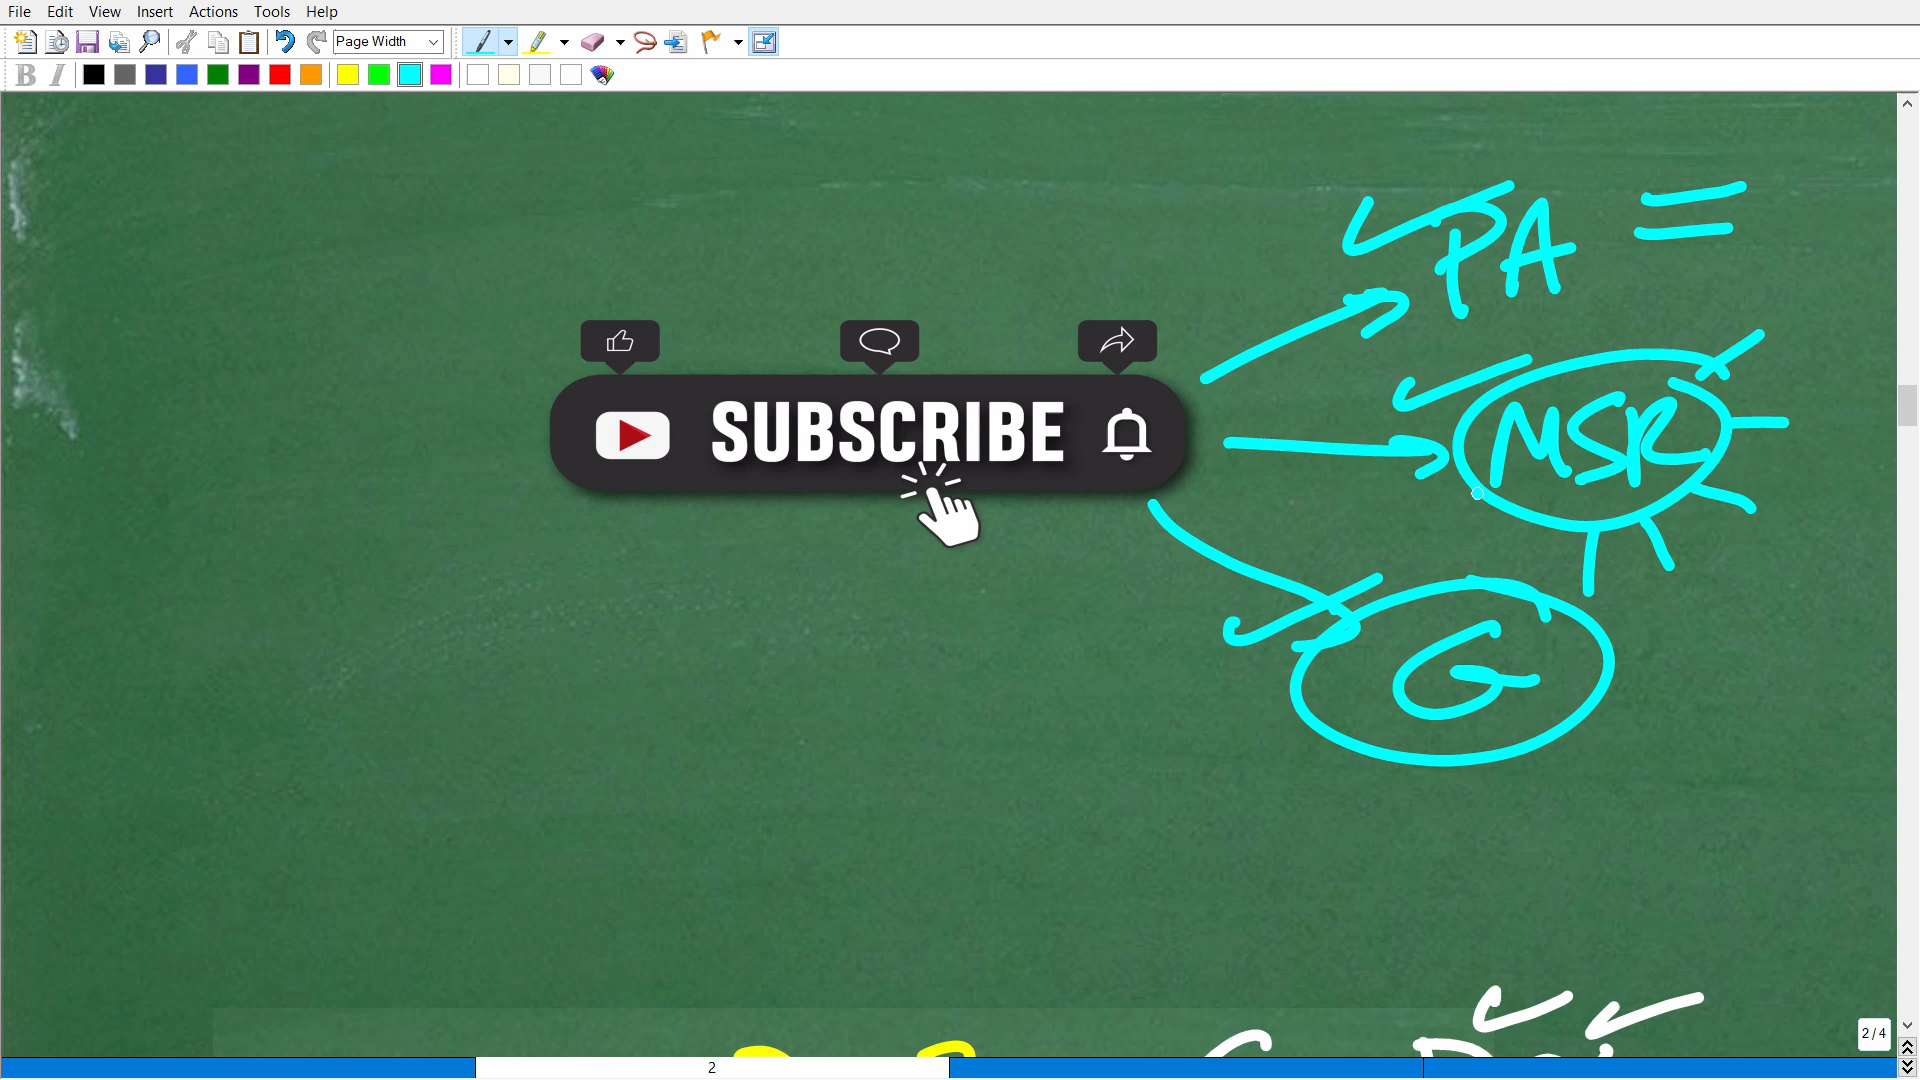 File Edit View Insert Actions Tools Help
Page Width
B I
PA =
SUBSCRIBE
MSR
G
2 / 4
2